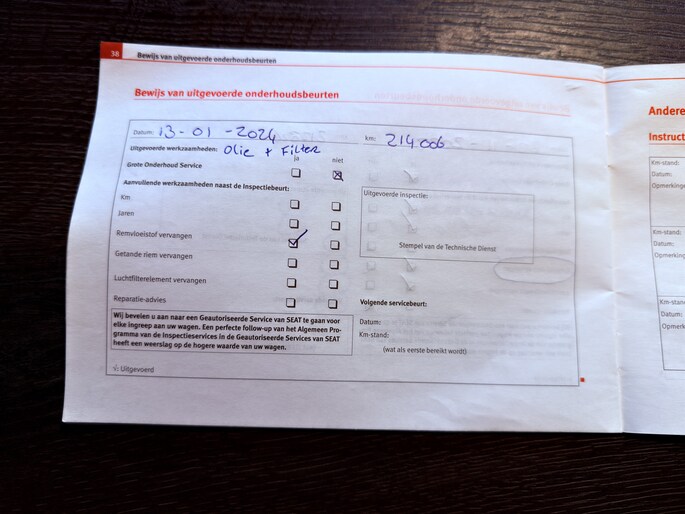 38 Bewijs van uitgevoerde onderhoudsbeurten
Bewijs van uitgevoerde onderhoudsbeurten
Datum: 13-01-2024 km: 214.006
Uitgevoerde werkzaamheden: Olie + Filter
ja niet
Grote Onderhoud Service
Aanvullende werkzaamheden naast de Inspectiebeurt:
Km
Jaren
Remvloeistof vervangen
Getande riem vervangen
Luchtfilterelement vervangen
Reparatie-advies
Wij bevelen u aan naar een Geautoriseerde Service van SEAT te gaan voor
elke ingreep aan uw wagen. Een perfecte follow-up van het Algemeen Pro-
gramma van de Inspectieservices in de Geautoriseerde Services van SEAT
heeft een weerslag op de hogere waarde van uw wagen.
√: Uitgevoerd
Uitgevoerde inspectie:
Stempel van de Technische Dienst
Volgende servicebeurt:
Datum:
Km-stand:
(wat als eerste bereikt wordt)
Andere
Instruct
Km-stand:
Datum:
Opmerkinge
Km-stand:
Datum:
Opmerking
Km-stand
Datum:
Opmerk